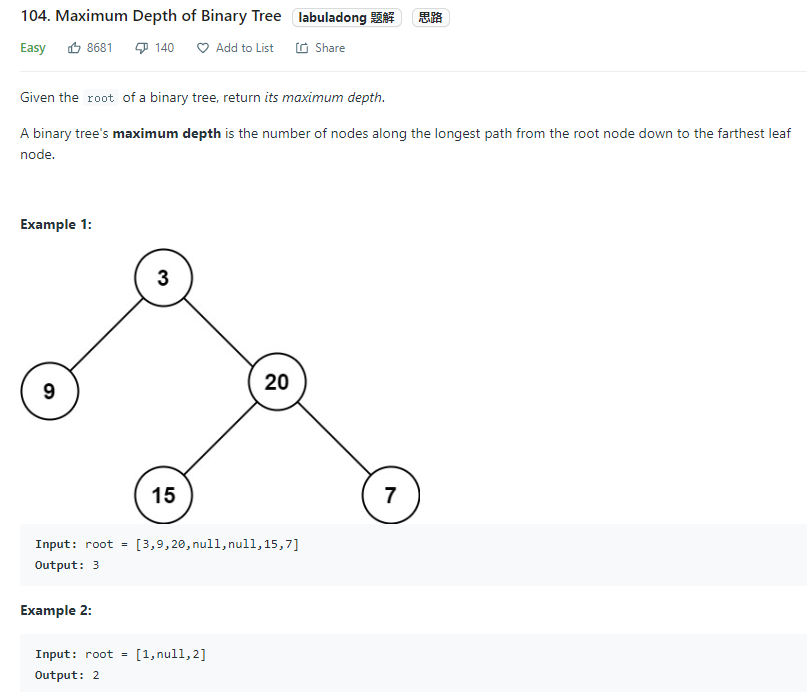 104. Maximum Depth of Binary Tree labuladong 题解 思路
Easy 8681 140 Add to List Share
Given the root of a binary tree, return its maximum depth.
A binary tree's maximum depth is the number of nodes along the longest path from the root node down to the farthest leaf
node.
Example 1:
3
9
20
15
7
Input: root = [3,9,20,null,null,15,7]
Output: 3
Example 2:
Input: root = [1,null,2]
Output: 2